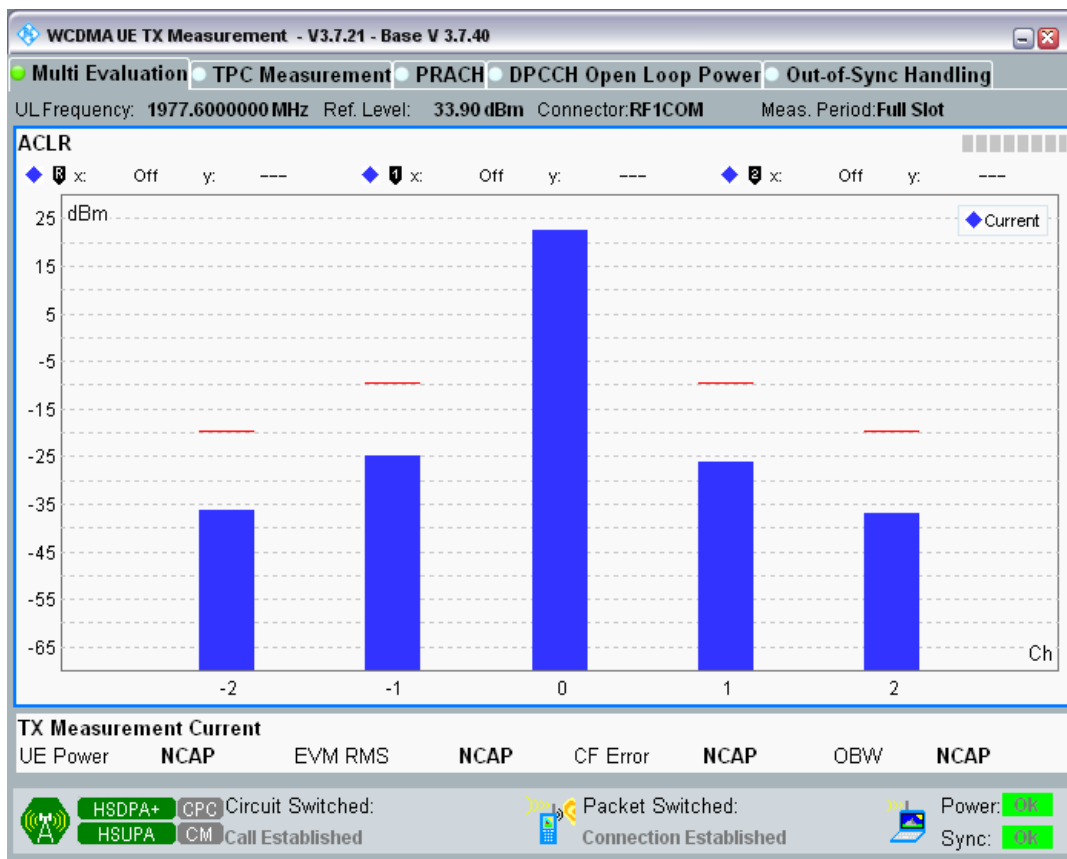 WCDMA UE TX Measurement - V3.7.21 - Base V 3.7.40
Multi Evaluation TPC Measurement PRACH DPCCH Open Loop Power Out-of-Sync Handling
UL Frequency: 1977.6000000 MHz Ref. Level: 33.90 dBm Connector:RF1COM Meas. Period:Full Slot
ACLR
R x: Off y: --- 1 x: Off y: --- 2 x: Off y: ---
dBm
Current
25
15
5
-5
-15
-25
-35
-45
-55
-65
Ch
-2 -1 0 1 2
TX Measurement Current
UE Power NCAP EVM RMS NCAP CF Error NCAP OBW NCAP
HSDPA+ CPC Circuit Switched: Packet Switched: Power: OK
HSUPA CM Call Established Connection Established Sync: OK